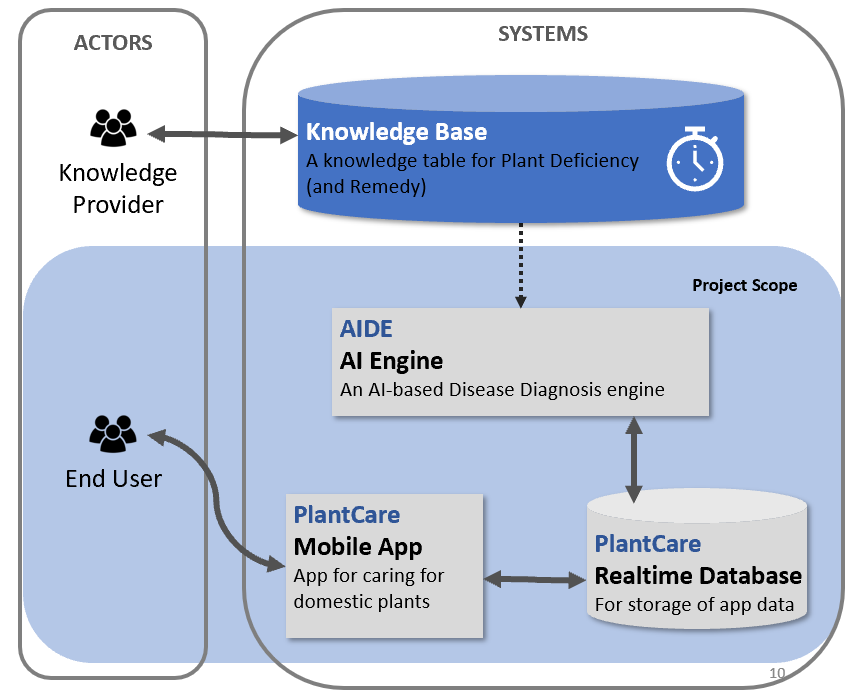 ACTORS
SYSTEMS
Knowledge
Provider
Knowledge Base
A knowledge table for Plant Deficiency
(and Remedy)
Project Scope
AIDE
AI Engine
An AI-based Disease Diagnosis engine
End User
PlantCare
Mobile App
App for caring for
domestic plants
PlantCare
Realtime Database
For storage of app data
10